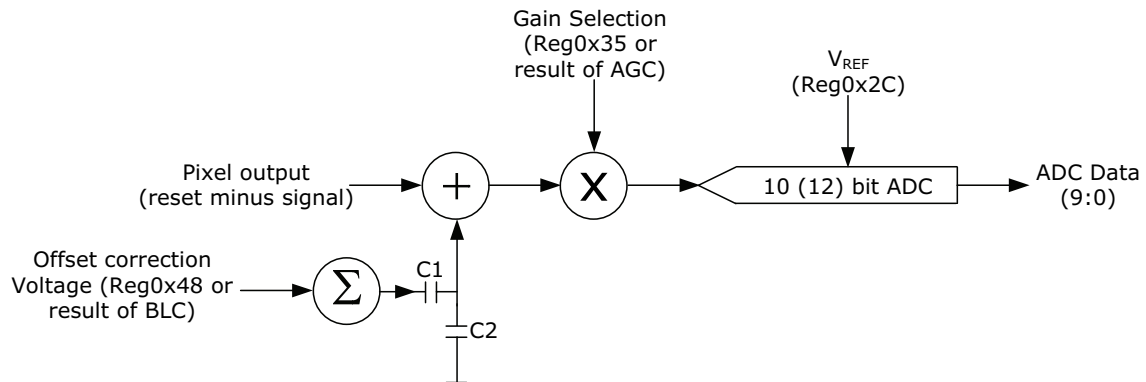 Gain Selection
(Reg0x35 or
result of AGC)
VREF
(Reg0x2C)
Pixel output
(reset minus signal)
+
X
10 (12) bit ADC
ADC Data
(9:0)
Offset correction
Voltage (Reg0x48 or
result of BLC)
Σ
C1
C2